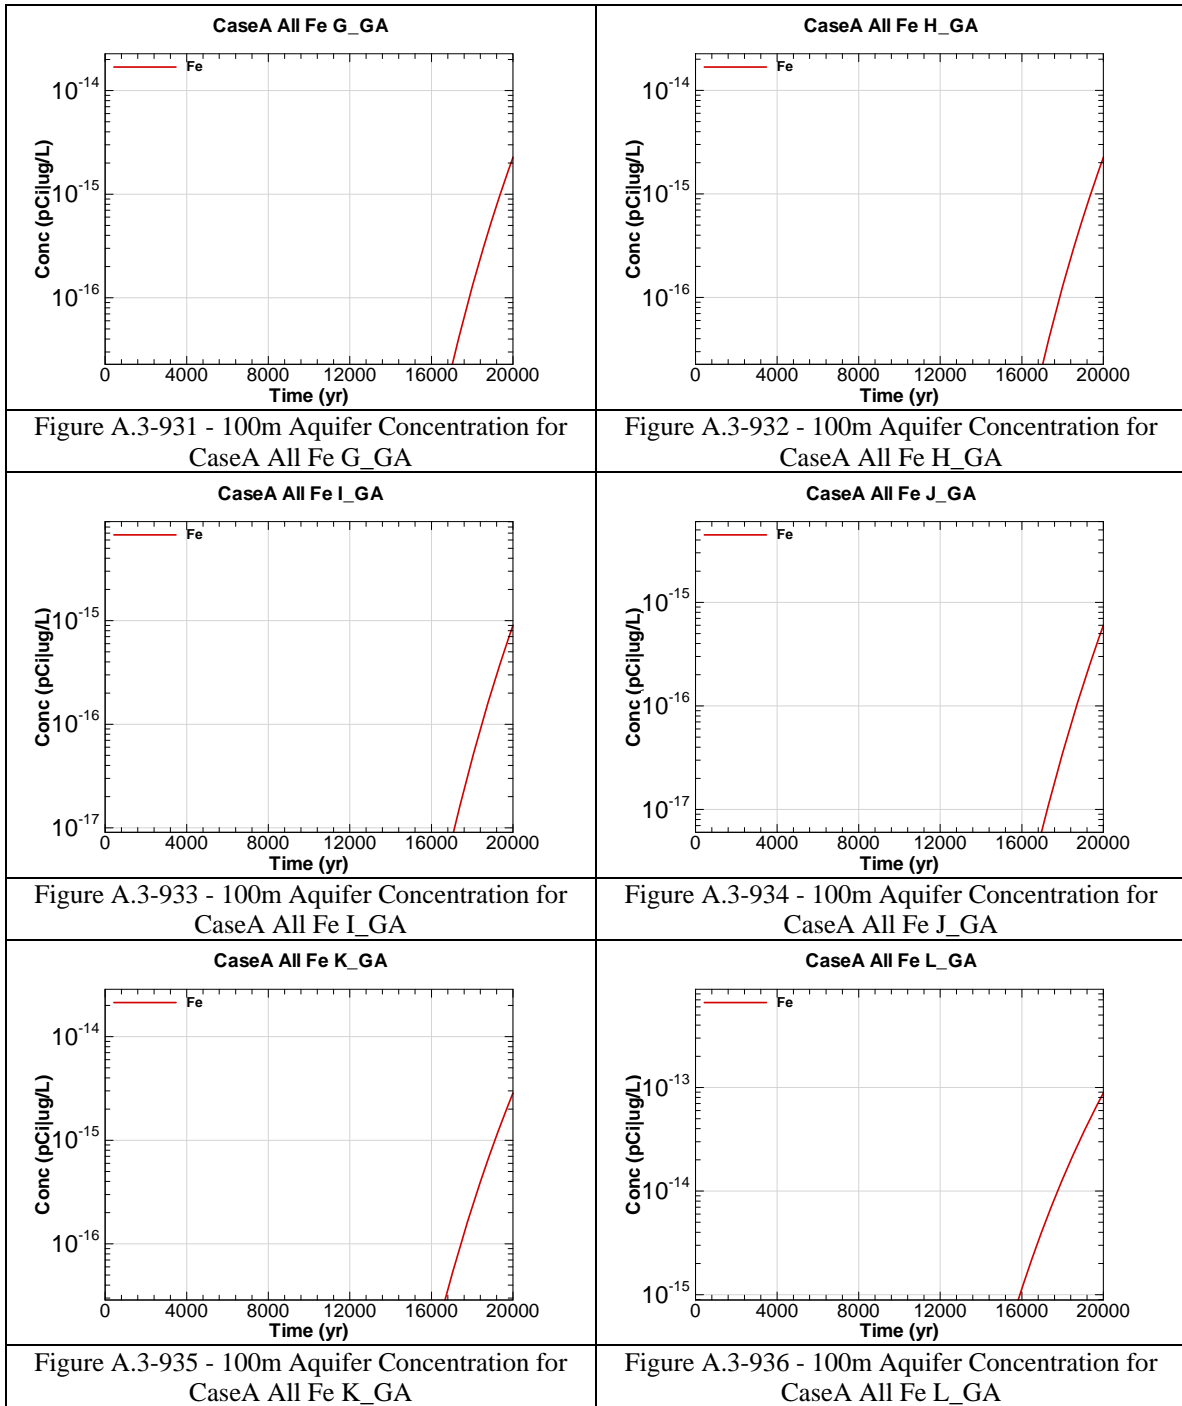 CaseA All Fe G_GA
Fe
10-14
10-15
10-16
Conc (pCi|ug/L)
0 4000 8000 12000 16000 20000
Time (yr)
Figure A.3-931 - 100m Aquifer Concentration for
CaseA All Fe G_GA
CaseA All Fe H_GA
Fe
10-14
10-15
10-16
Conc (pCi|ug/L)
0 4000 8000 12000 16000 20000
Time (yr)
Figure A.3-932 - 100m Aquifer Concentration for
CaseA All Fe H_GA
CaseA All Fe I_GA
Fe
10-15
10-16
10-17
Conc (pCi|ug/L)
0 4000 8000 12000 16000 20000
Time (yr)
Figure A.3-933 - 100m Aquifer Concentration for
CaseA All Fe I_GA
CaseA All Fe J_GA
Fe
10-15
10-16
10-17
Conc (pCi|ug/L)
0 4000 8000 12000 16000 20000
Time (yr)
Figure A.3-934 - 100m Aquifer Concentration for
CaseA All Fe J_GA
CaseA All Fe K_GA
Fe
10-14
10-15
10-16
Conc (pCi|ug/L)
0 4000 8000 12000 16000 20000
Time (yr)
Figure A.3-935 - 100m Aquifer Concentration for
CaseA All Fe K_GA
CaseA All Fe L_GA
Fe
10-13
10-14
10-15
Conc (pCi|ug/L)
0 4000 8000 12000 16000 20000
Time (yr)
Figure A.3-936 - 100m Aquifer Concentration for
CaseA All Fe L_GA